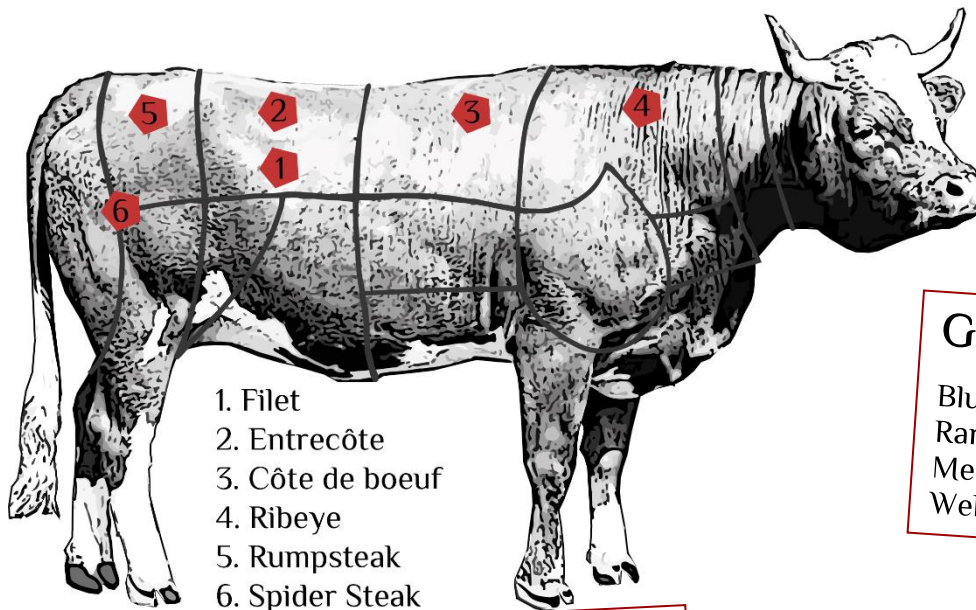 5
2
3
4
1
6
1. Filet
2. Entrecôte
3. Côte de boeuf
4. Ribeye
5. Rumpsteak
6. Spider Steak